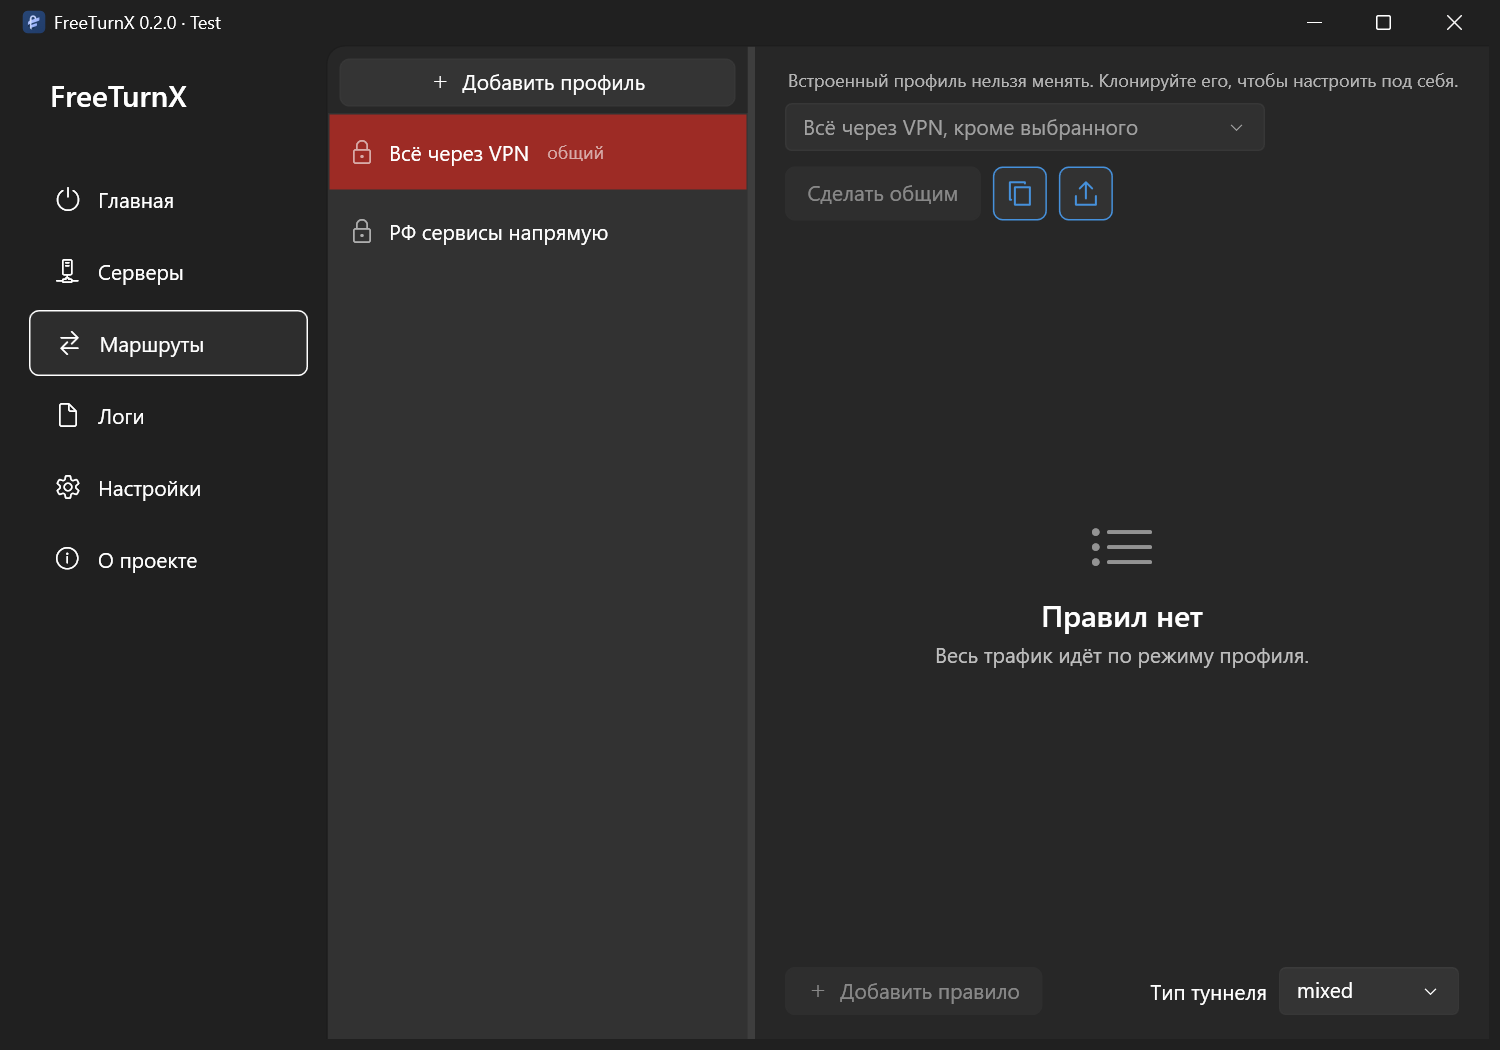 FreeTurnX 0.2.0 · Test
FreeTurnX
Главная
Серверы
Маршруты
Логи
Настройки
О проекте
+ Добавить профиль
Всё через VPN общий
РФ сервисы напрямую
Встроенный профиль нельзя менять. Клонируйте его, чтобы настроить под себя.
Всё через VPN, кроме выбранного
Сделать общим
Правил нет
Весь трафик идёт по режиму профиля.
+ Добавить правило
Тип туннеля mixed